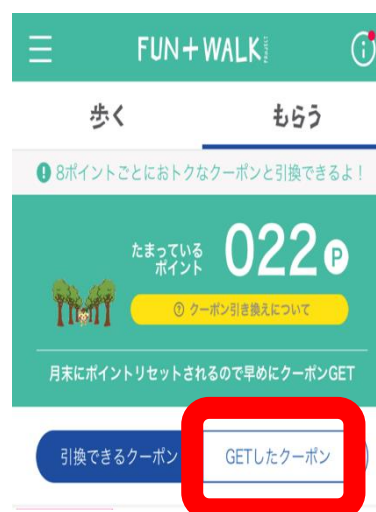 FUN+WALK PROJECT
歩く
もらう
8ポイントごとにおトクなクーポンと引換できるよ！
たまっている
ポイント
022 P
クーポン引き換えについて
月末にポイントリセットされるので早めにクーポンGET
引換できるクーポン
GETしたクーポン